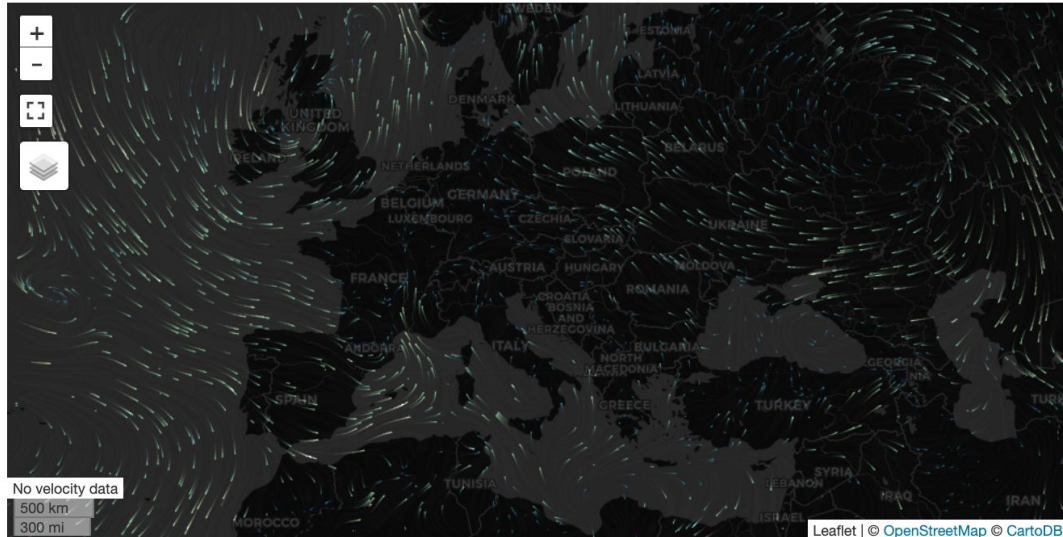 SWEDEN
ESTONIA
+
LATVIA
−
DENMARK
LITHUANIA
UNITED
KINGDOM
BELARUS
IRELAND
NETHERLANDS
POLAND
GERMANY
BELGIUM
LUXEMBOURG
CZECHIA
UKRAINE
SLOVAKIA
FRANCE
AUSTRIA
HUNGARY
MOLDOVA
ROMANIA
CROATIA
BOSNIA
AND
HERZEGOVINA
ITALY
ANDORRA
BULGARIA
NORTH
MACEDONIA
GEORGIA
SPAIN
GREECE
TURKEY
SYRIA
No velocity data
TUNISIA
LEBANON
500 km
IRAQ
IRAN
300 mi
MOROCCO
ISRAEL
Leaflet | © OpenStreetMap © CartoDB